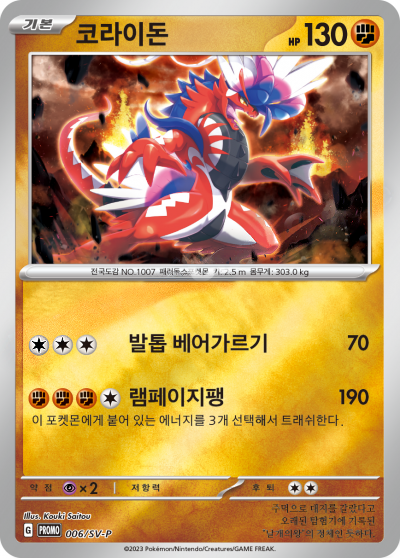 기본 코라이돈 HP 130
전국도감 NO.1007 패러독스포켓몬 키: 2.5 m 몸무게: 303.0 kg
발톱 베어가르기 70
램페이지팽 190
이 포켓몬에게 붙어 있는 에너지를 3개 선택해서 트래쉬한다.
약점 ×2 저항력 후퇴
Illus. Kouki Saitou
G PROMO 006/SV-P
주먹으로 대지를 갈랐다고
오래된 탐험기에 기록된
"날개의왕"의 정체인 듯하다.
©2023 Pokémon/Nintendo/Creatures/GAME FREAK.